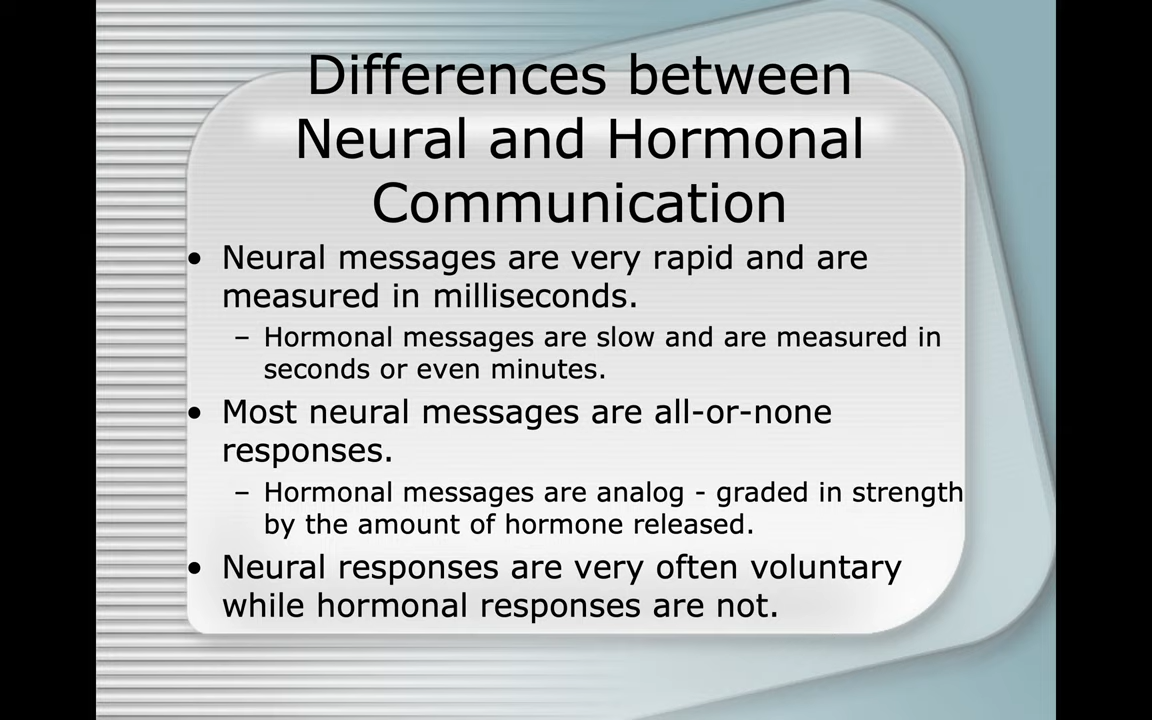 Differences between
Neural and Hormonal
Communication
• Neural messages are very rapid and are
measured in milliseconds.
– Hormonal messages are slow and are measured in
seconds or even minutes.
• Most neural messages are all-or-none
responses.
– Hormonal messages are analog - graded in strength
by the amount of hormone released.
• Neural responses are very often voluntary
while hormonal responses are not.